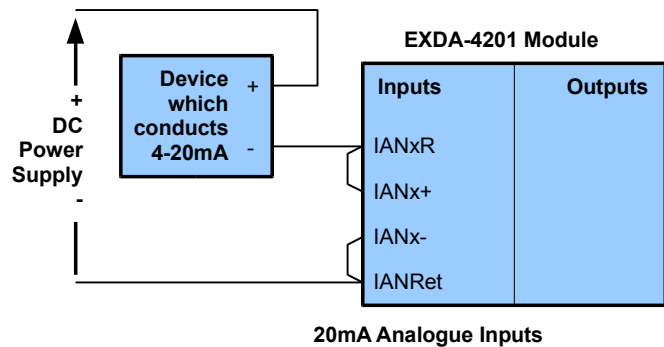 EXDA-4201 Module
Device
which
conducts
4-20mA
+
-
+
DC
Power
Supply
-
Inputs
Outputs
IANxR
IANx+
IANx-
IANRet
20mA Analogue Inputs